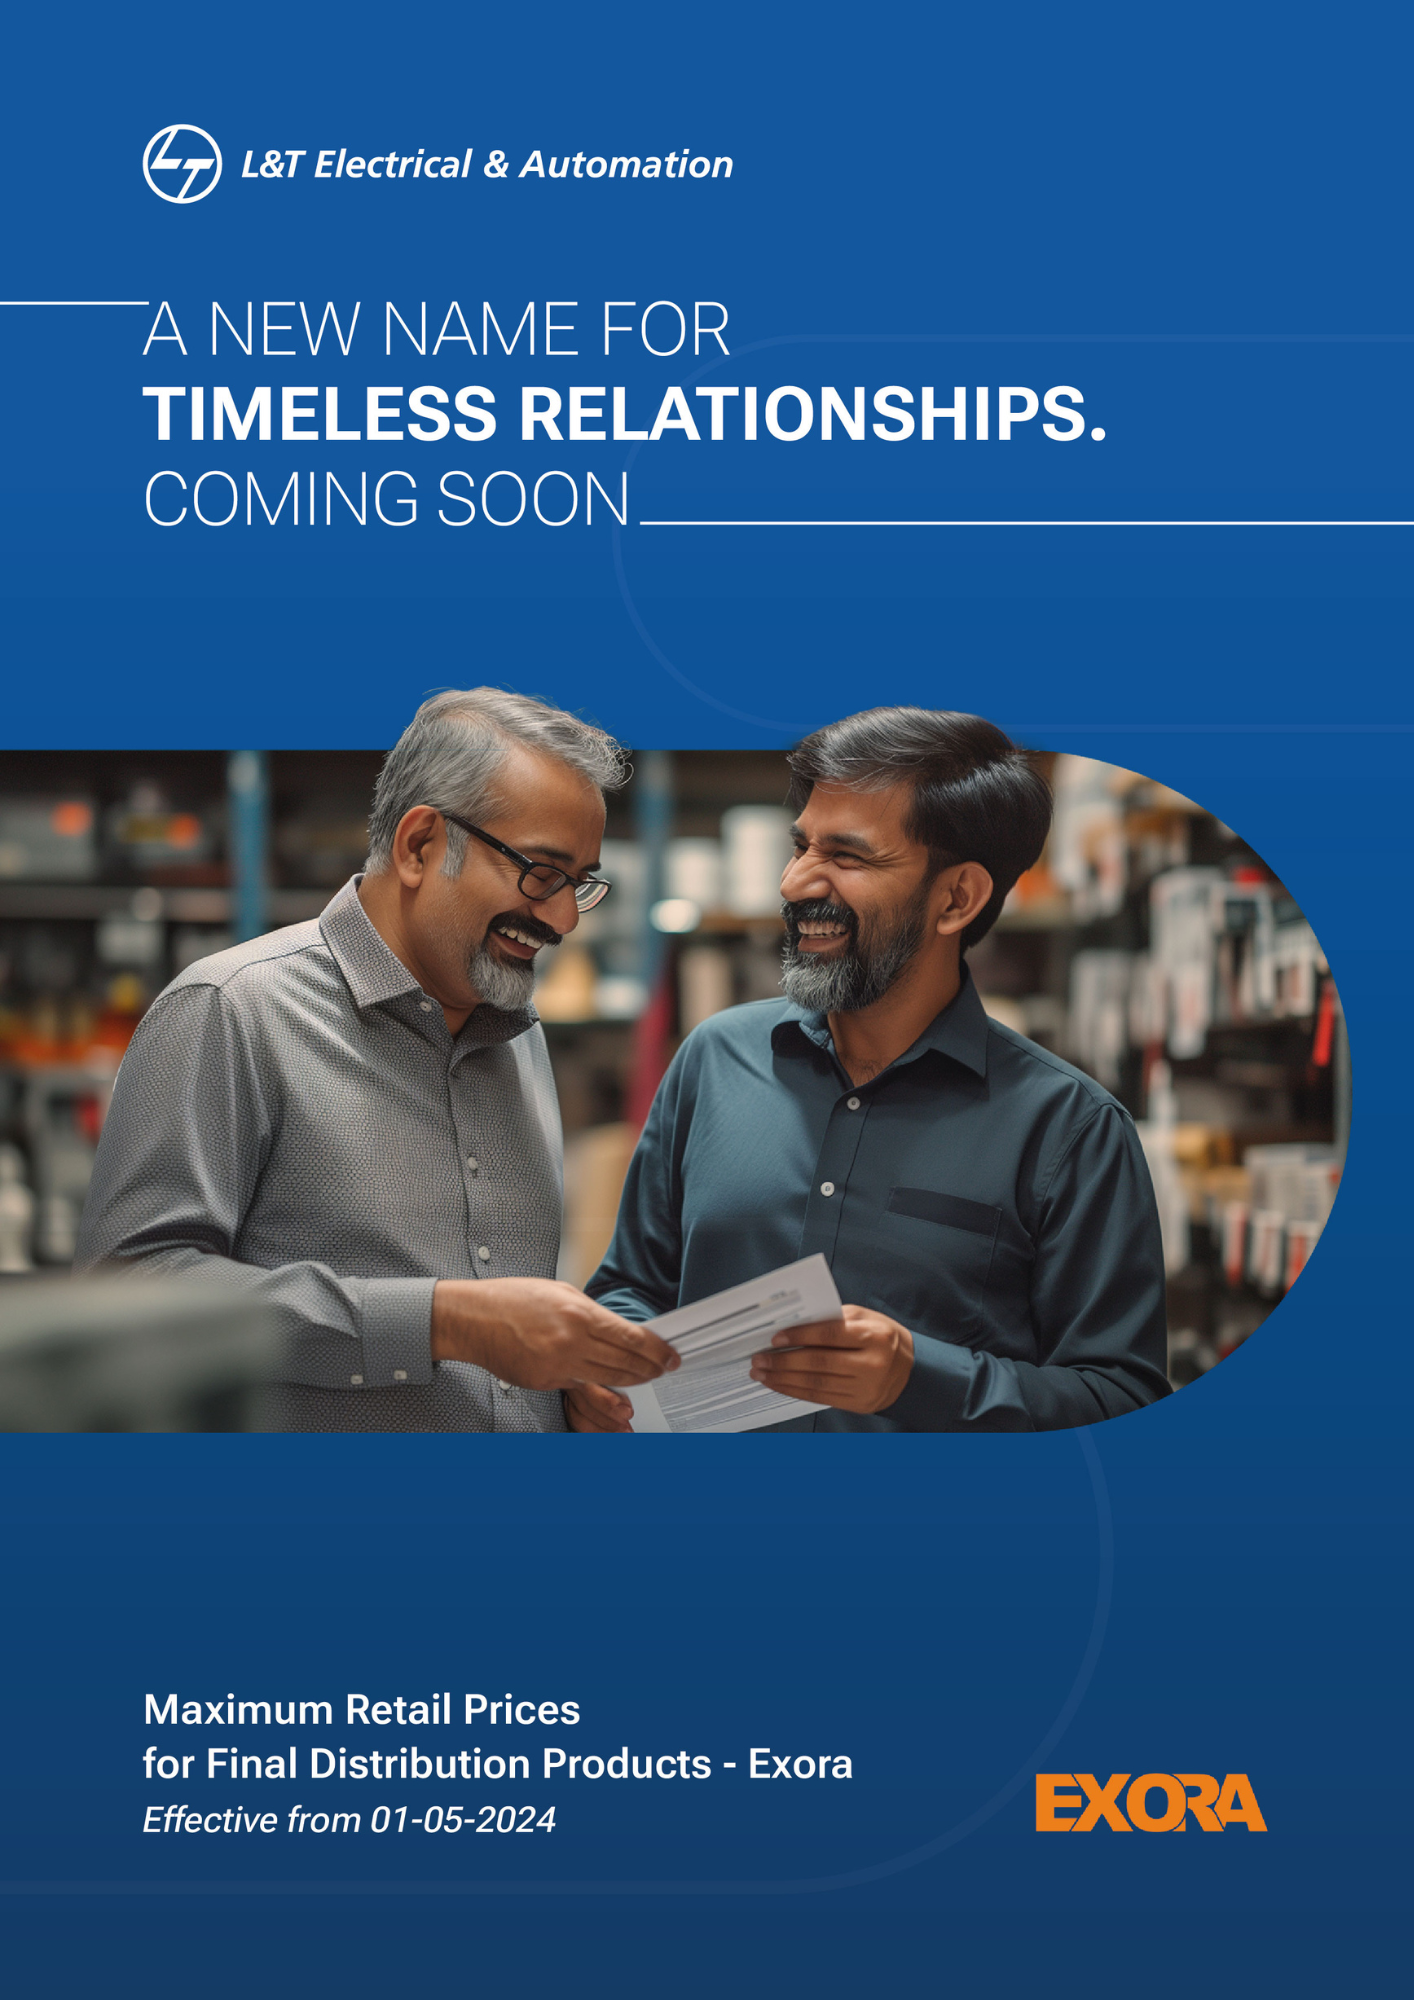 LT L&T Electrical & Automation
A NEW NAME FOR
TIMELESS RELATIONSHIPS.
COMING SOON
Maximum Retail Prices
for Final Distribution Products - Exora
Effective from 01-05-2024
EXORA